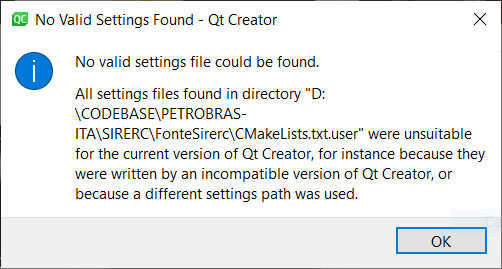 No Valid Settings Found - Qt Creator
No valid settings file could be found.
All settings files found in directory "D:
\CODEBASE\PETROBRAS-
ITA\SIRERC\FonteSirerc\CMakeLists.txt.user" were unsuitable
for the current version of Qt Creator, for instance because they
were written by an incompatible version of Qt Creator, or
because a different settings path was used.
OK